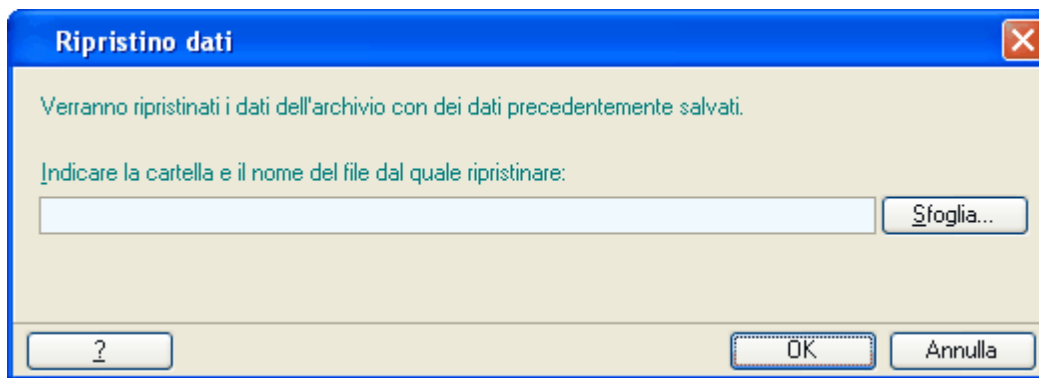 Ripristino dati
Verranno ripristinati i dati dell'archivio con dei dati precedentemente salvati.
Indicare la cartella e il nome del file dal quale ripristinare:
Sfoglia...
?
OK
Annulla